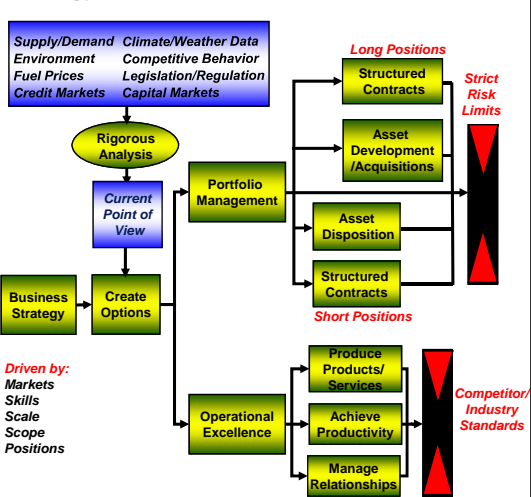 Supply/Demand Climate/Weather Data
Environment Competitive Behavior
Fuel Prices Legislation/Regulation
Credit Markets Capital Markets
Rigorous
Analysis
Current
Point of
View
Business
Strategy
Create
Options
Driven by:
Markets
Skills
Scale
Scope
Positions
Portfolio
Management
Long Positions
Structured
Contracts
Asset
Development
/Acquisitions
Asset
Disposition
Structured
Contracts
Short Positions
Strict
Risk
Limits
Operational
Excellence
Produce
Products/
Services
Achieve
Productivity
Manage
Relationships
Competitor/
Industry
Standards